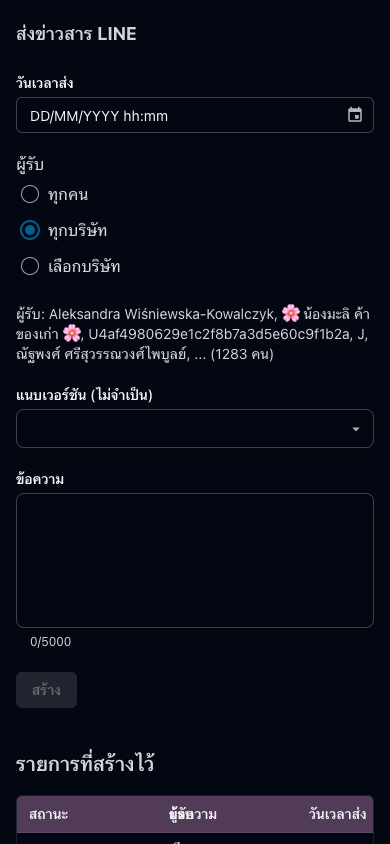 ส่งข่าวสาร LINE
วันเวลาส่ง
DD/MM/YYYY hh:mm
ผู้รับ
ทุกคน
ทุกบริษัท
เลือกบริษัท
ผู้รับ: Aleksandra Wiśniewska-Kowalczyk, 🌸 น้องมะลิ ค้า
ของเก่า 🌸, U4af4980629e1c2f8b7a3d5e60c9f1b2a, J,
ณัฐพงศ์ ศรีสุวรรณวงศ์ไพบูลย์, ... (1283 คน)
แนบเวอร์ชัน (ไม่จำเป็น)
ข้อความ
0/5000
สร้าง
รายการที่สร้างไว้
สถานะ วันเวลาส่ง